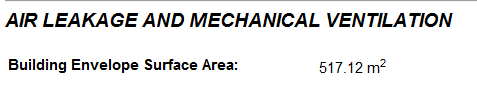 AIR LEAKAGE AND MECHANICAL VENTILATION
Building Envelope Surface Area: 517.12 m²